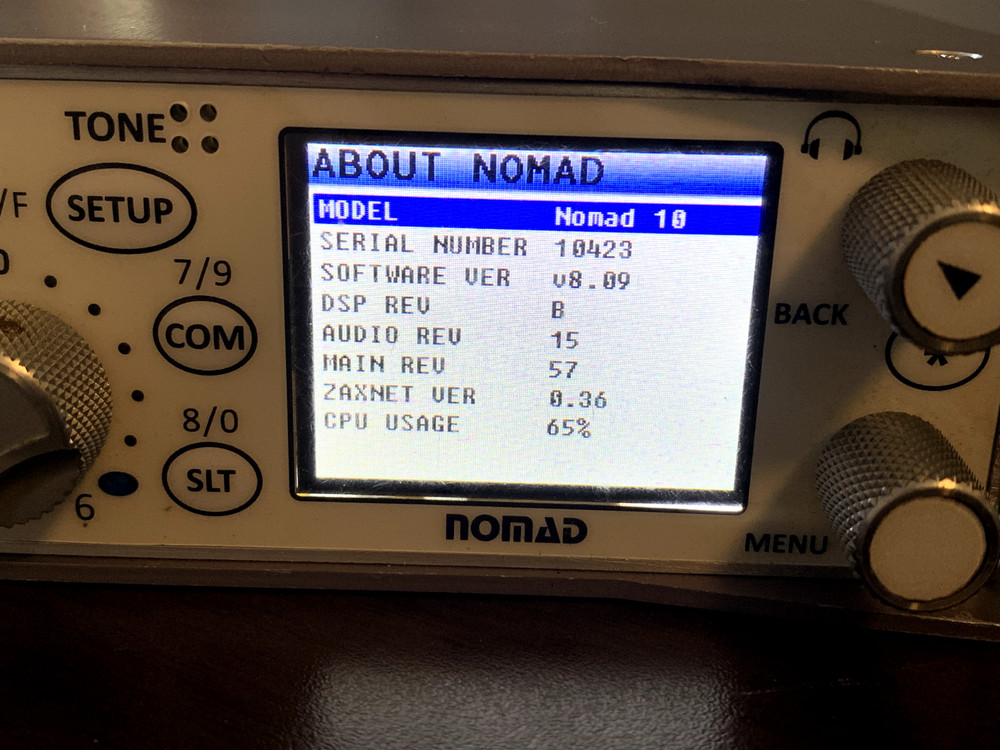 TONE
/F
SETUP
0
7/9
COM
8/0
SLT
6
ABOUT NOMAD
MODEL Nomad 10
SERIAL NUMBER 10423
SOFTWARE VER v8.09
DSP REV B
AUDIO REV 15
MAIN REV 57
ZAXNET VER 0.36
CPU USAGE 65%
NOMAD
BACK
*
MENU